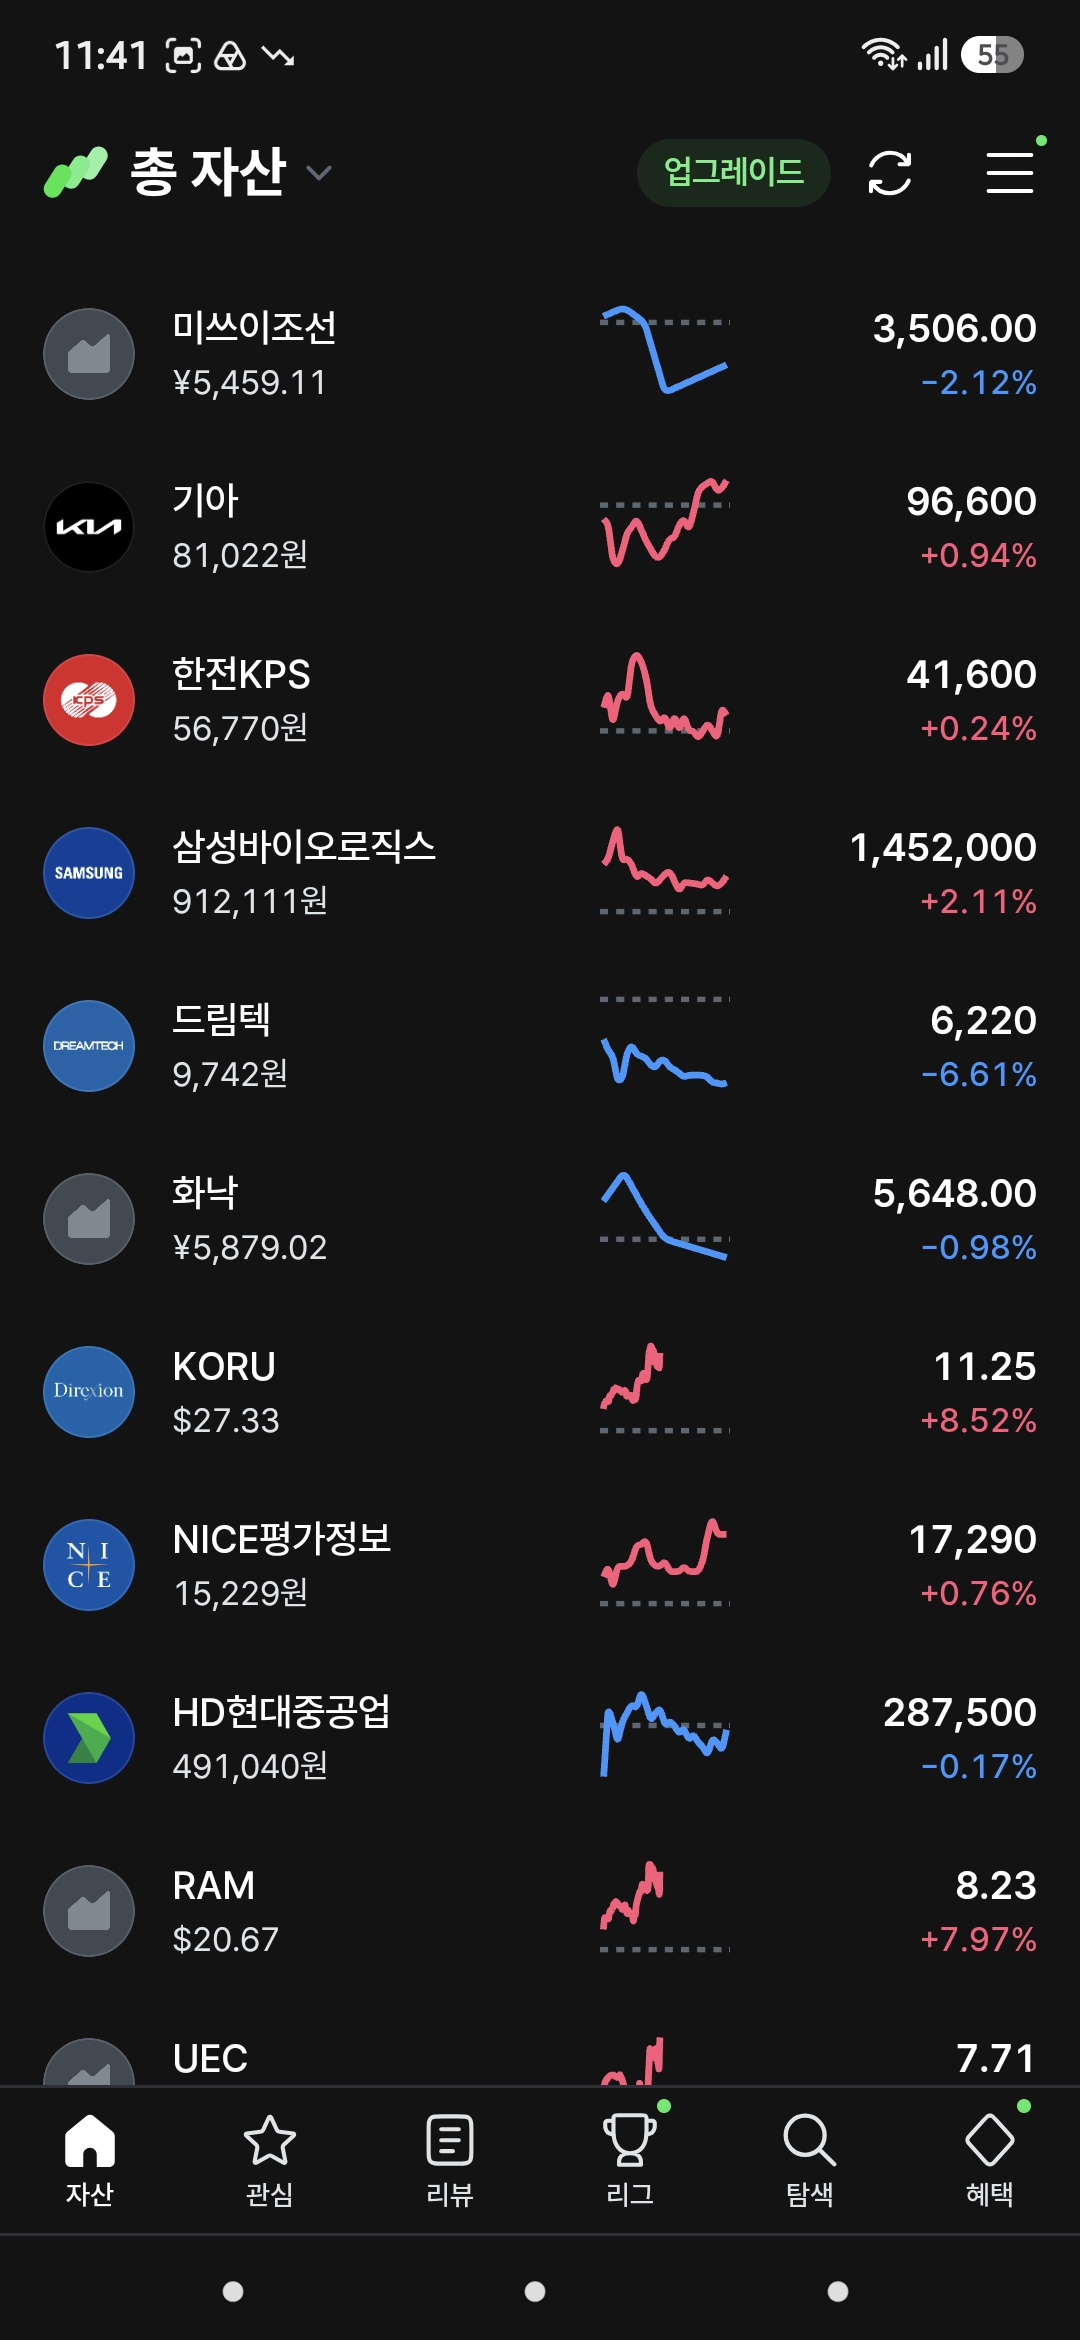 11:41
55
총 자산
업그레이드
미쓰이조선
3,506.00
¥5,459.11
-2.12%
기아
96,600
81,022원
+0.94%
한전KPS
41,600
56,770원
+0.24%
삼성바이오로직스
1,452,000
912,111원
+2.11%
드림텍
6,220
9,742원
-6.61%
화낙
5,648.00
¥5,879.02
-0.98%
KORU
11.25
$27.33
+8.52%
NICE평가정보
17,290
15,229원
+0.76%
HD현대중공업
287,500
491,040원
-0.17%
RAM
8.23
$20.67
+7.97%
UEC
7.71
KIA
kps
SAMSUNG
DREAMTECH
Direxion
N I
C E
자산
관심
리뷰
리그
탐색
혜택